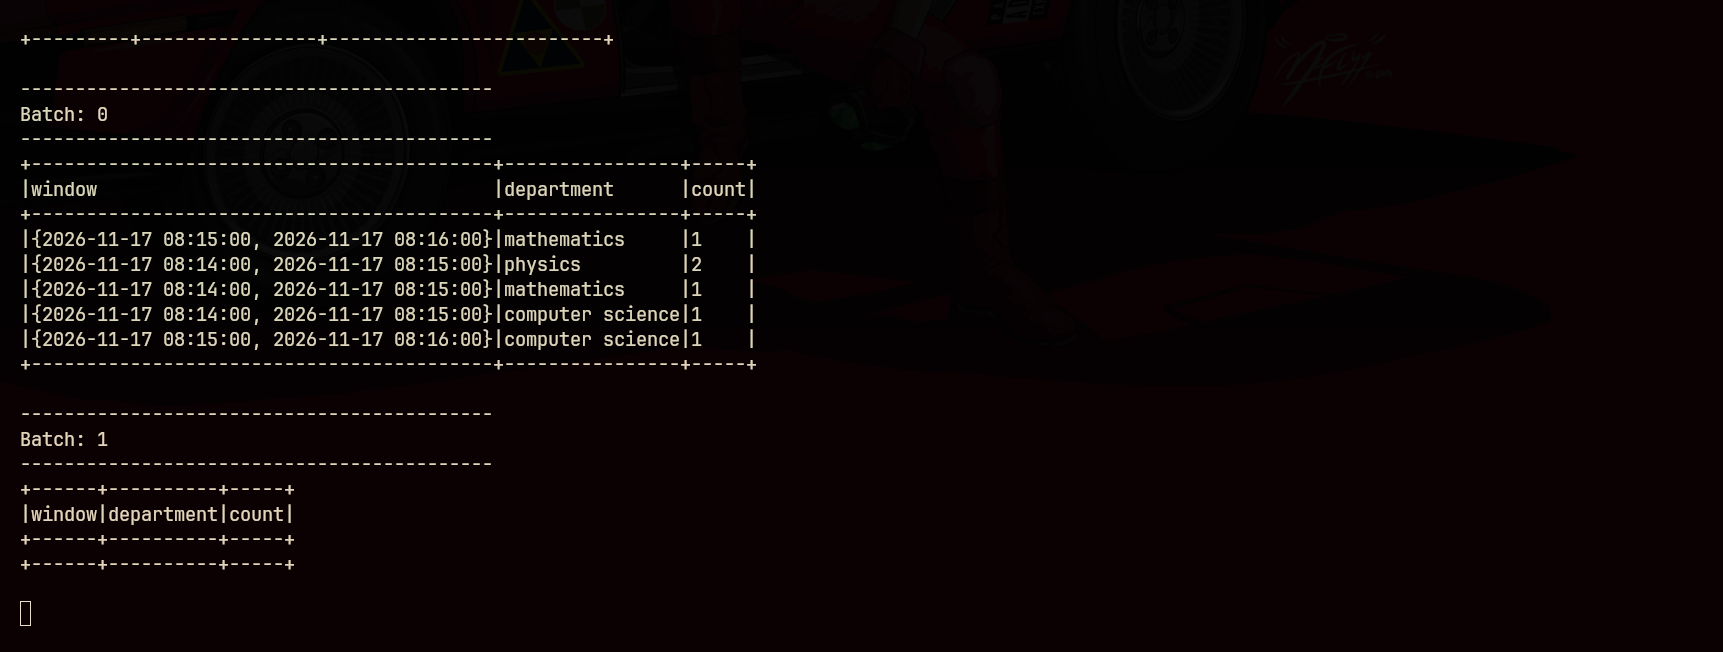 +---------+----------------+-------------------------+

-------------------------------------------
Batch: 0
-------------------------------------------
+------------------------------------------+----------------+-----+
|window                                    |department      |count|
+------------------------------------------+----------------+-----+
|{2026-11-17 08:15:00, 2026-11-17 08:16:00}|mathematics     |1    |
|{2026-11-17 08:14:00, 2026-11-17 08:15:00}|physics         |2    |
|{2026-11-17 08:14:00, 2026-11-17 08:15:00}|mathematics     |1    |
|{2026-11-17 08:14:00, 2026-11-17 08:15:00}|computer science|1    |
|{2026-11-17 08:15:00, 2026-11-17 08:16:00}|computer science|1    |
+------------------------------------------+----------------+-----+

-------------------------------------------
Batch: 1
-------------------------------------------
+------+----------+-----+
|window|department|count|
+------+----------+-----+
+------+----------+-----+